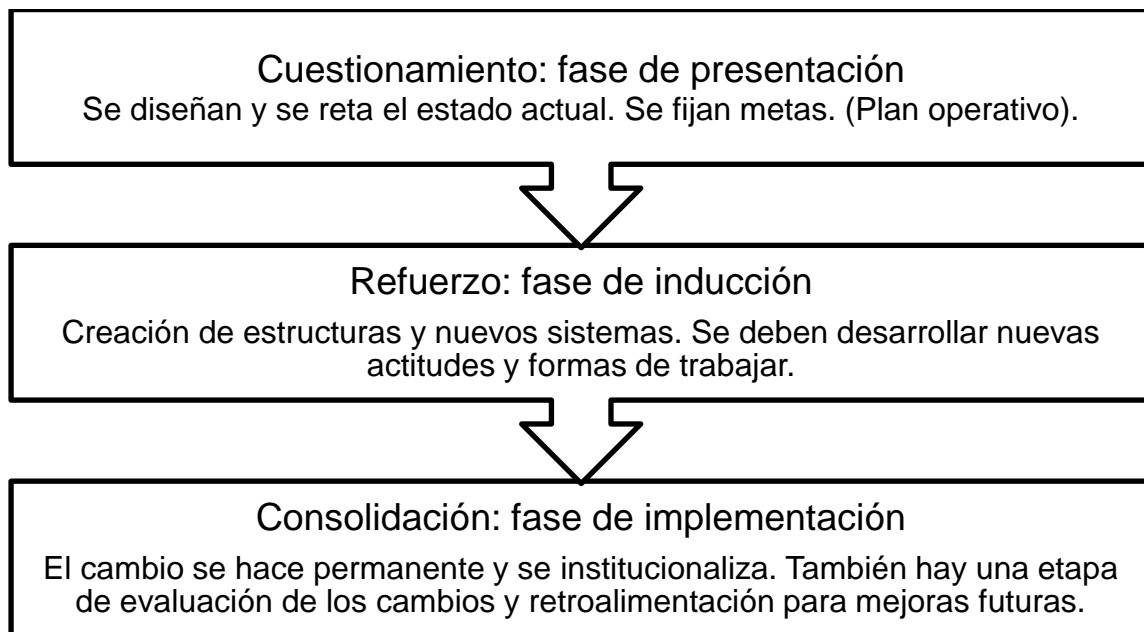 Cuestionamiento: fase de presentación
Se diseñan y se reta el estado actual. Se fijan metas. (Plan operativo).
Refuerzo: fase de inducción
Creación de estructuras y nuevos sistemas. Se deben desarrollar nuevas
actitudes y formas de trabajar.
Consolidación: fase de implementación
El cambio se hace permanente y se institucionaliza. También hay una etapa
de evaluación de los cambios y retroalimentación para mejoras futuras.